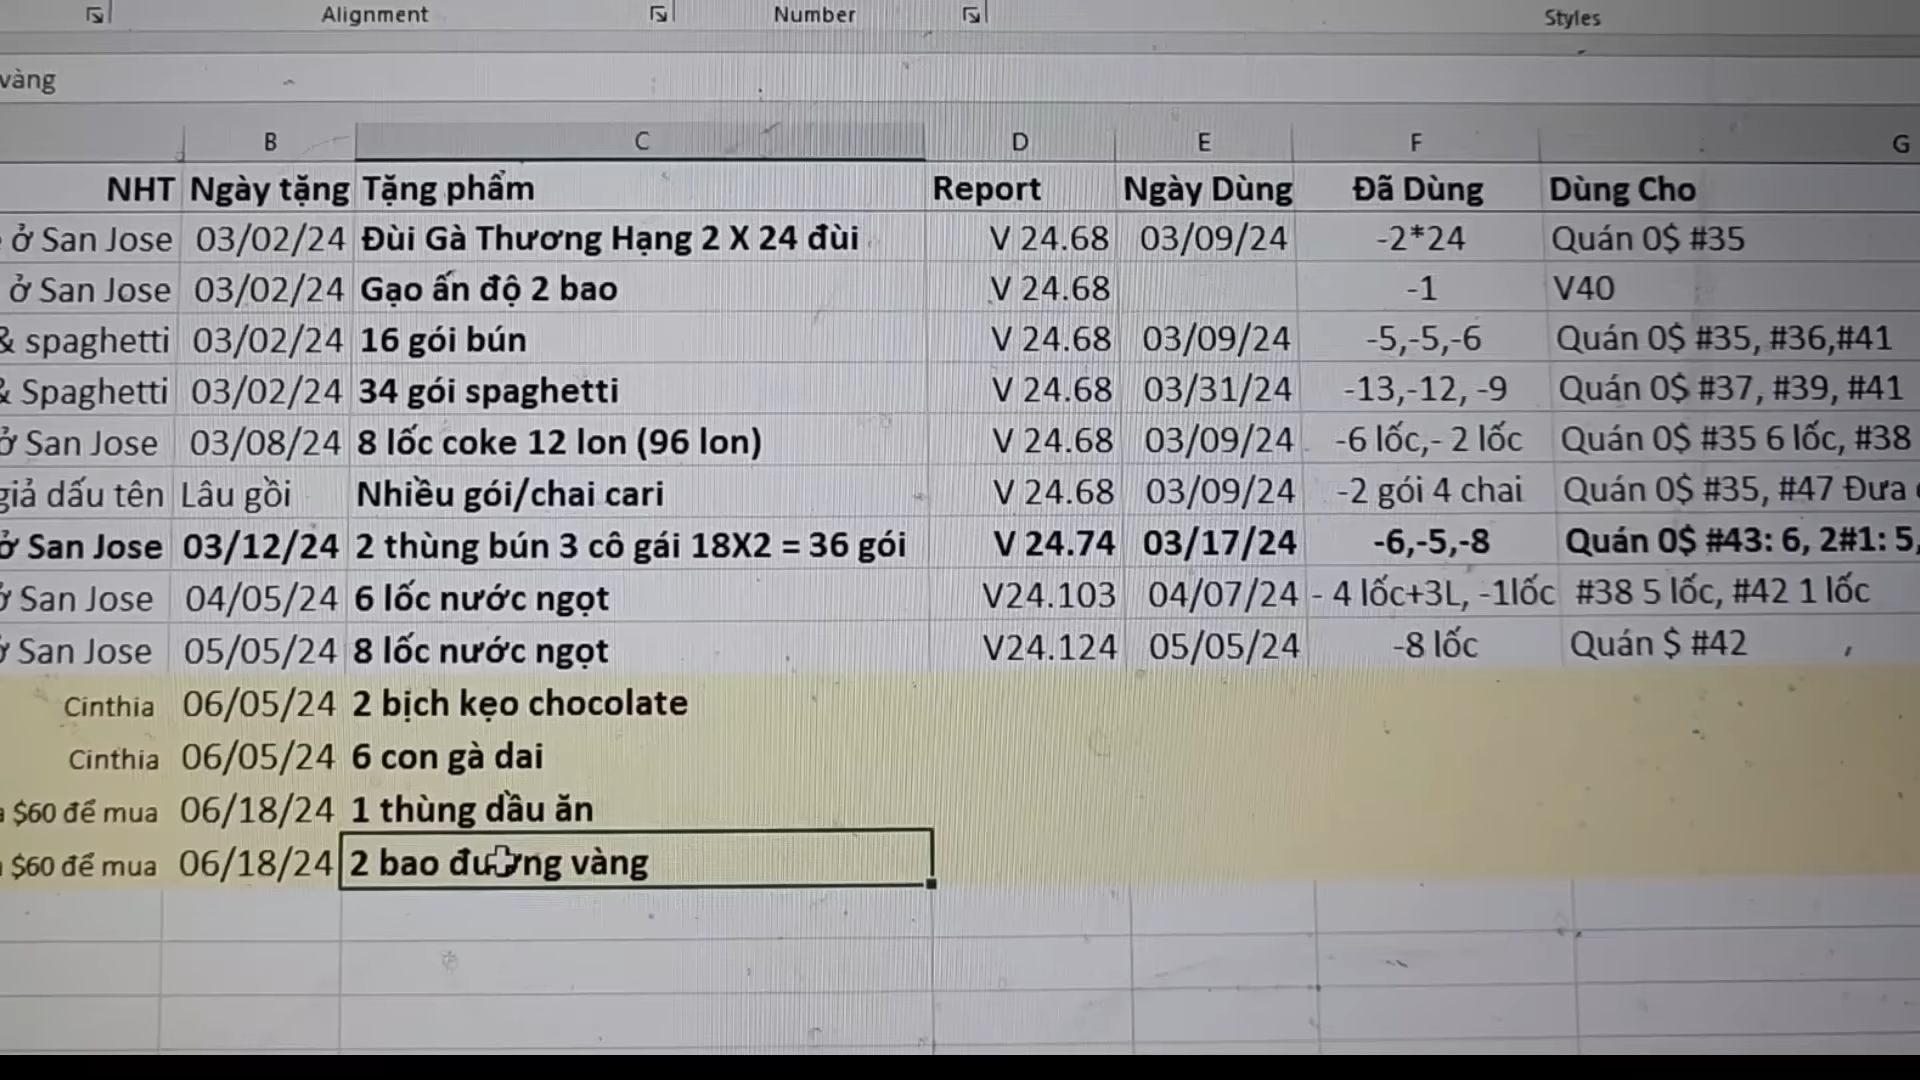 Alignment Number Styles
vàng
B C D E F G
NHT Ngày tặng Tặng phẩm Report Ngày Dùng Đã Dùng Dùng Cho
ở San Jose 03/02/24 Đùi Gà Thương Hạng 2 X 24 đùi V 24.68 03/09/24 -2*24 Quán 0$ #35
ở San Jose 03/02/24 Gạo ấn độ 2 bao V 24.68 -1 V40
& spaghetti 03/02/24 16 gói bún V 24.68 03/09/24 -5,-5,-6 Quán 0$ #35, #36,#41
& Spaghetti 03/02/24 34 gói spaghetti V 24.68 03/31/24 -13,-12, -9 Quán 0$ #37, #39, #41
ở San Jose 03/08/24 8 lốc coke 12 lon (96 lon) V 24.68 03/09/24 -6 lốc,- 2 lốc Quán 0$ #35 6 lốc, #38
giả dấu tên Lâu gồi Nhiều gói/chai cari V 24.68 03/09/24 -2 gói 4 chai Quán 0$ #35, #47 Đưa
ở San Jose 03/12/24 2 thùng bún 3 cô gái 18X2 = 36 gói V 24.74 03/17/24 -6,-5,-8 Quán 0$ #43: 6, 2#1: 5,
ở San Jose 04/05/24 6 lốc nước ngọt V24.103 04/07/24 - 4 lốc+3L, -1lốc #38 5 lốc, #42 1 lốc
ở San Jose 05/05/24 8 lốc nước ngọt V24.124 05/05/24 -8 lốc Quán $ #42
Cinthia 06/05/24 2 bịch kẹo chocolate
Cinthia 06/05/24 6 con gà dai
$60 để mua 06/18/24 1 thùng dầu ăn
$60 để mua 06/18/24 2 bao đường vàng